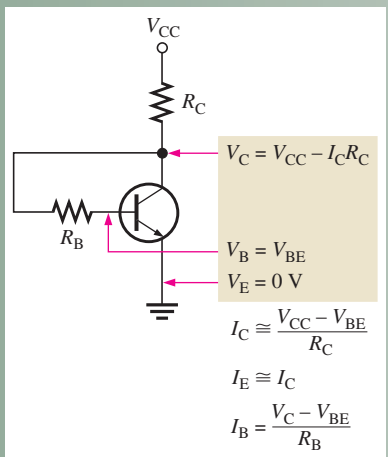 V_CC
R_C
V_C = V_CC – I_C R_C
R_B
V_B = V_BE
V_E = 0 V
I_C ≅ (V_CC – V_BE) / R_C
I_E ≅ I_C
I_B = (V_C – V_BE) / R_B